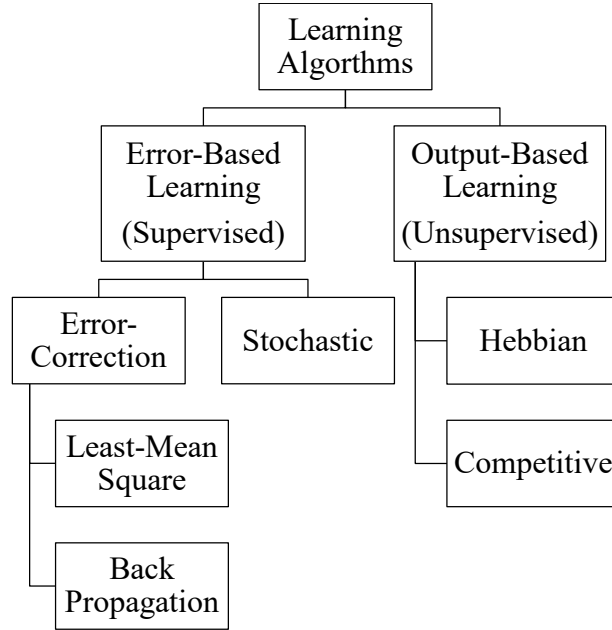 Learning
Algorthms
Error-Based
Learning
(Supervised)
Output-Based
Learning
(Unsupervised)
Error-
Correction
Stochastic
Hebbian
Least-Mean
Square
Competitive
Back
Propagation